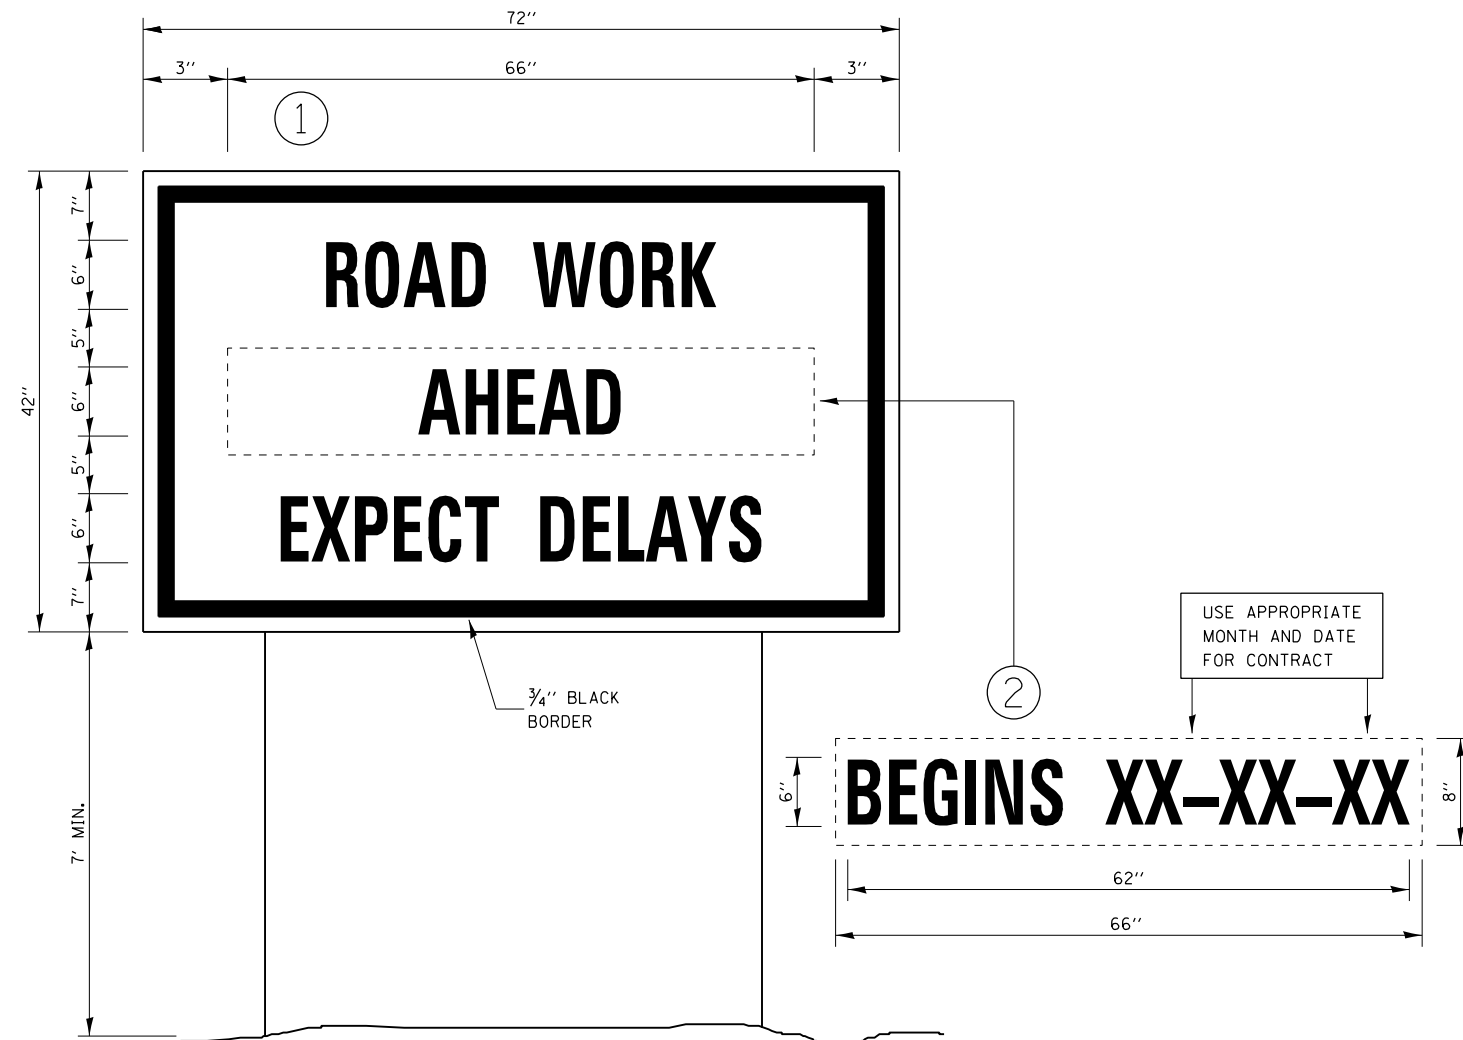 72''
3'' 66'' 3''
1
7''
6''
5''
6''
5''
6''
7''
42''
7' MIN.
ROAD WORK
AHEAD
EXPECT DELAYS
¾'' BLACK
BORDER
2
USE APPROPRIATE
MONTH AND DATE
FOR CONTRACT
6''
BEGINS XX-XX-XX
8''
62''
66''